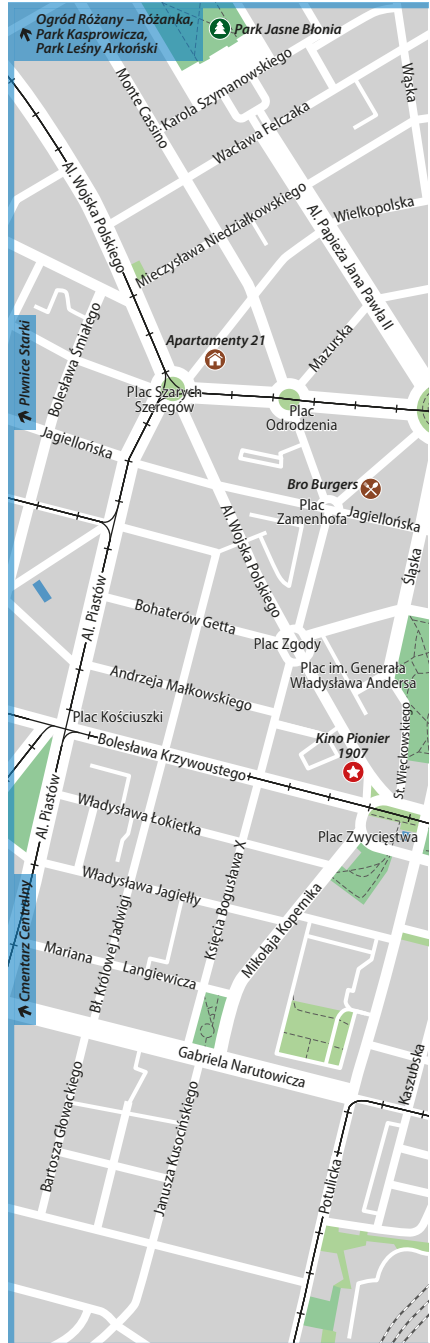 Ogród Różany – Różanka,
Park Kasprowicza,
Park Leśny Arkoński
Park Jasne Błonia
Karola Szymanowskiego
Wąska
Monte Cassino
Wacława Felczaka
Al. Wojska Polskiego
Mieczysława Niedziałkowskiego
Wielkopolska
Al. Papieża Jana Pawła II
Piwnice Starki
Bolesława Śmiałego
Apartamenty 21
Mazurska
Plac Szarych
Szeregów
Plac
Odrodzenia
Jagiellońska
Bro Burgers
Plac
Zamenhofa
Jagiellońska
Al. Wojska Polskiego
Śląska
Al. Piastów
Bohaterów Getta
Plac Zgody
Plac im. Generała
Władysława Andersa
Andrzeja Małkowskiego
Plac Kościuszki
Bolesława Krzywoustego
Kino Pionier
1907
St. Więckowskiego
Al. Piastów
Władysława Łokietka
Plac Zwycięstwa
Władysława Jagiełły
Księcia Bogusława X
Mikołaja Kopernika
Cmentarz Centralny
Bł. Królowej Jadwigi
Mariana Langiewicza
Gabriela Narutowicza
Kaszubska
Bartosza Głowackiego
Janusza Kusocińskiego
Potulicka